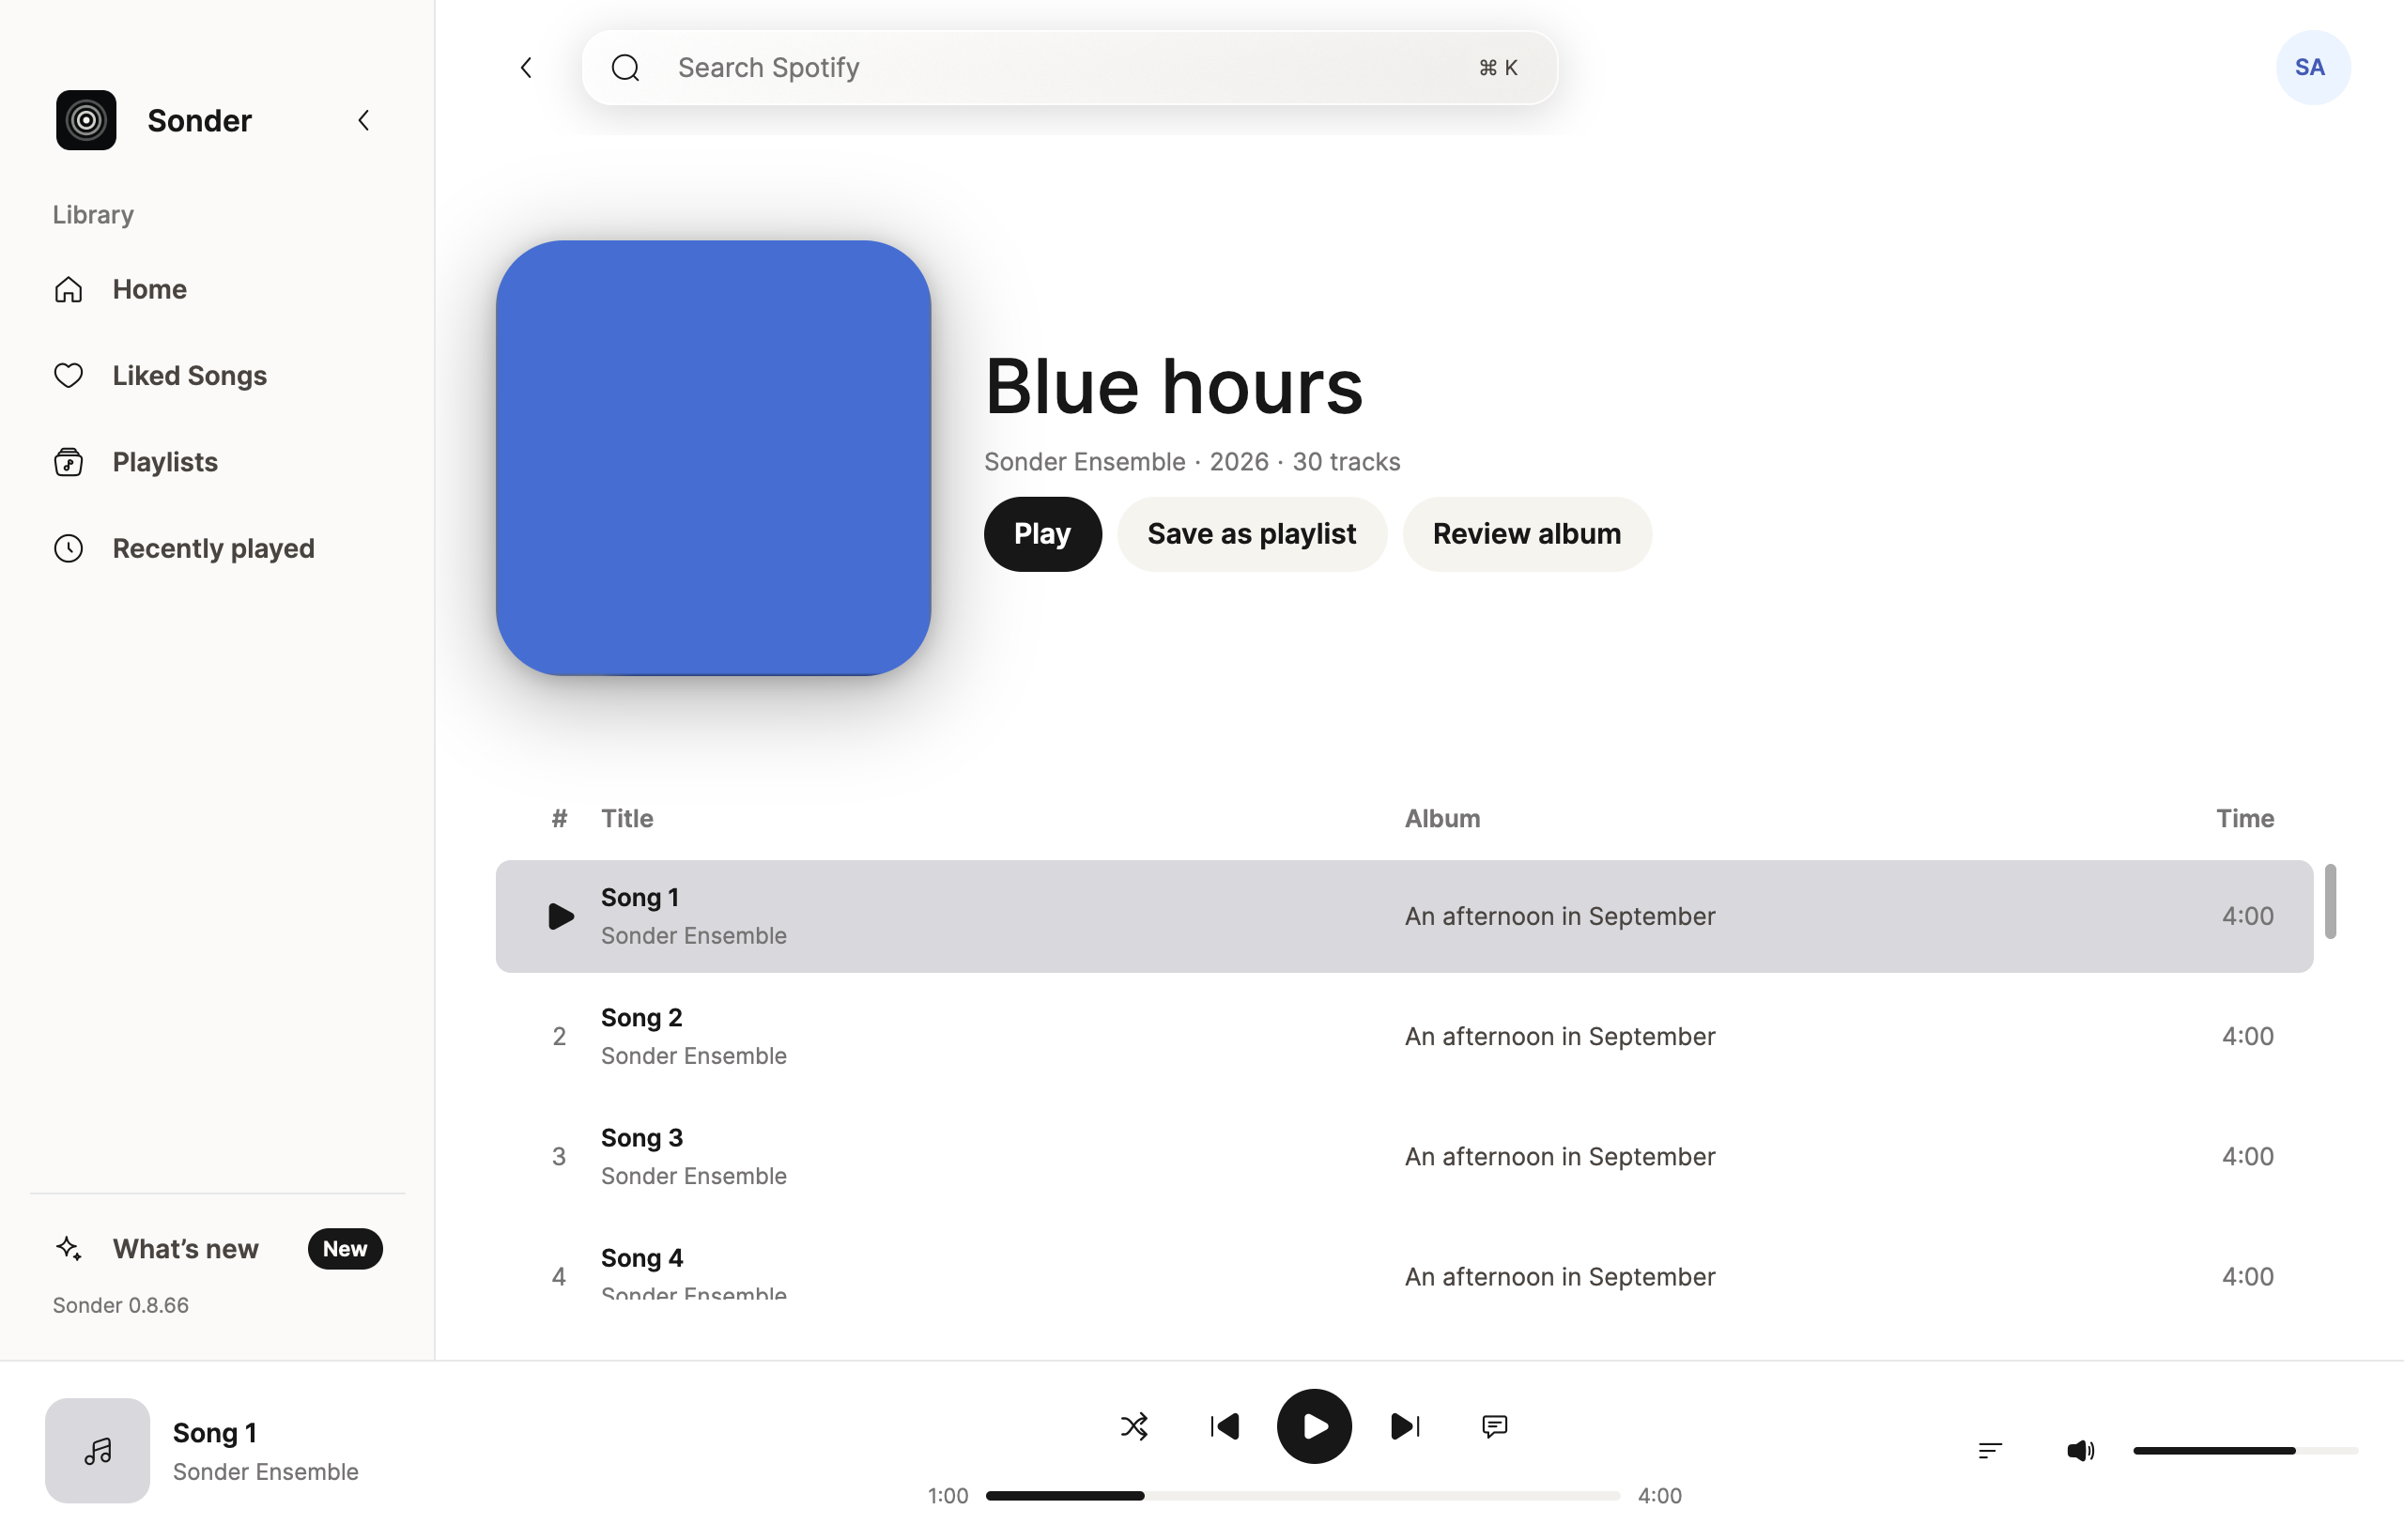 Search Spotify
⌘ K
SA
Sonder
Library
Home
Liked Songs
Playlists
Recently played
Blue hours
Sonder Ensemble · 2026 · 30 tracks
Play
Save as playlist
Review album
# Title Album Time
Song 1
Sonder Ensemble
An afternoon in September
4:00
2
Song 2
Sonder Ensemble
An afternoon in September
4:00
3
Song 3
Sonder Ensemble
An afternoon in September
4:00
4
Song 4
Sonder Ensemble
An afternoon in September
4:00
What’s new
New
Sonder 0.8.66
Song 1
Sonder Ensemble
1:00
4:00